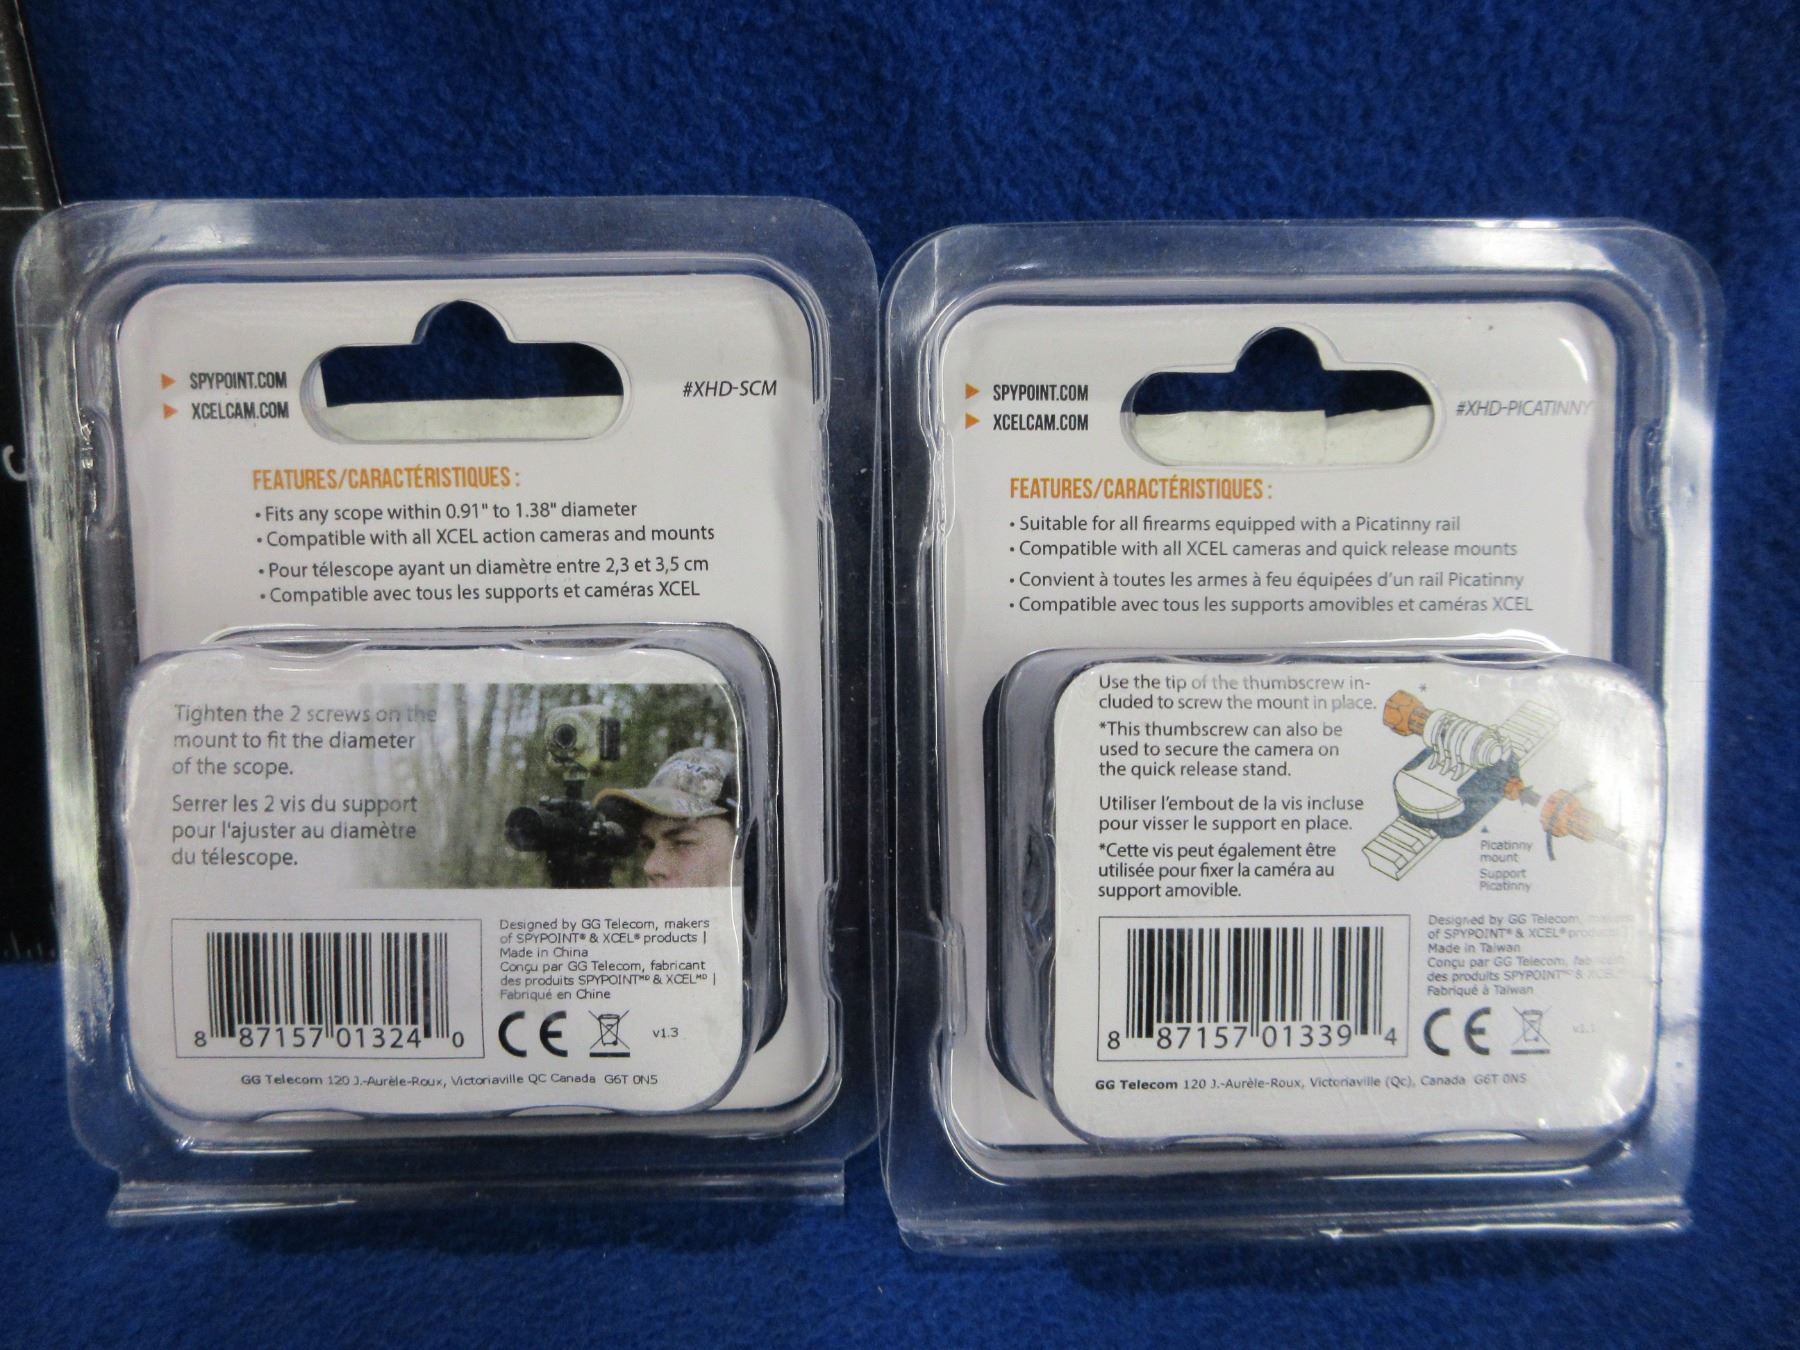 SPYPOINT.COM
XCELCAM.COM
#XHD-SCM
FEATURES/CARACTÉRISTIQUES :
• Fits any scope within 0.91" to 1.38" diameter
• Compatible with all XCEL action cameras and mounts
• Pour télescope ayant un diamètre entre 2,3 et 3,5 cm
• Compatible avec tous les supports et caméras XCEL
Tighten the 2 screws on the
mount to fit the diameter
of the scope.
Serrer les 2 vis du support
pour l'ajuster au diamètre
du télescope.
8 87157 01324 0
Designed by GG Telecom, makers
of SPYPOINT® & XCEL® products |
Made in China
Conçu par GG Telecom, fabricant
des produits SPYPOINTᴹᴰ & XCELᴹᴰ |
Fabriqué en Chine
CE
v1.3
GG Telecom 120 J.-Aurèle-Roux, Victoriaville QC Canada G6T 0N5
SPYPOINT.COM
XCELCAM.COM
#XHD-PICATINNY
FEATURES/CARACTÉRISTIQUES :
• Suitable for all firearms equipped with a Picatinny rail
• Compatible with all XCEL cameras and quick release mounts
• Convient à toutes les armes à feu équipées d'un rail Picatinny
• Compatible avec tous les supports amovibles et caméras XCEL
Use the tip of the thumbscrew in-
cluded to screw the mount in place.
*This thumbscrew can also be
used to secure the camera on
the quick release stand.
Utiliser l'embout de la vis incluse
pour visser le support en place.
*Cette vis peut également être
utilisée pour fixer la caméra au
support amovible.
*
Picatinny
mount
Support
Picatinny
8 87157 01339 4
Designed by GG Telecom, makers
of SPYPOINT® & XCEL® products |
Made in Taiwan
Conçu par GG Telecom, fabricant
des produits SPYPOINTᴹᴰ & XCEL
Fabriqué à Taiwan
CE
v1.1
GG Telecom 120 J.-Aurèle-Roux, Victoriaville (Qc), Canada G6T 0N5